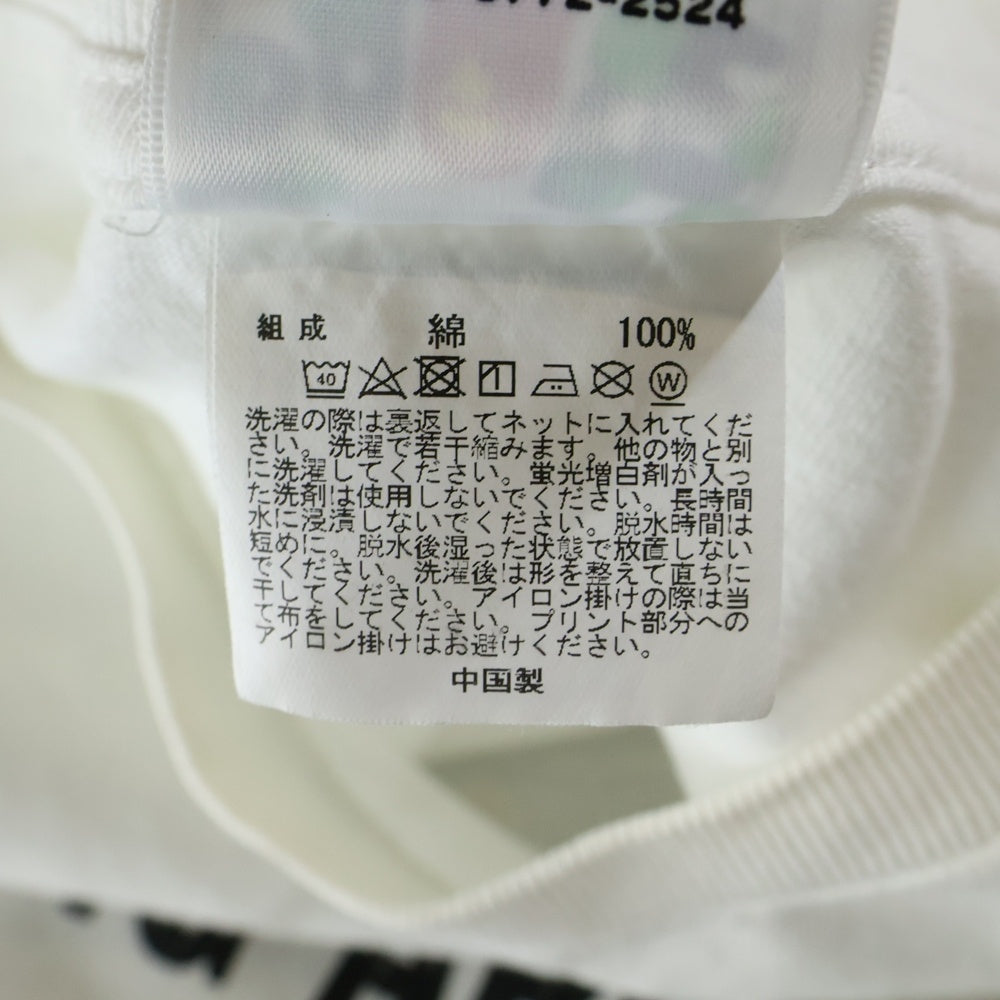 2524
組成 綿 100%
40
W
洗濯の際は裏返してネットに入れてくだ
さい。洗濯で若干縮みます。他の物と別
に洗濯してください。蛍光増白剤が入っ
た洗剤は使用しないでください。長時間
水に浸漬しないでください。脱水時間は
短めに。脱水後湿った状態で放置しない
でください。洗濯後は形を整えて直ちに
干してください。アイロン掛けの際は当
て布をしてください。プリント部分への
アイロン掛けはお避けください。
中国製